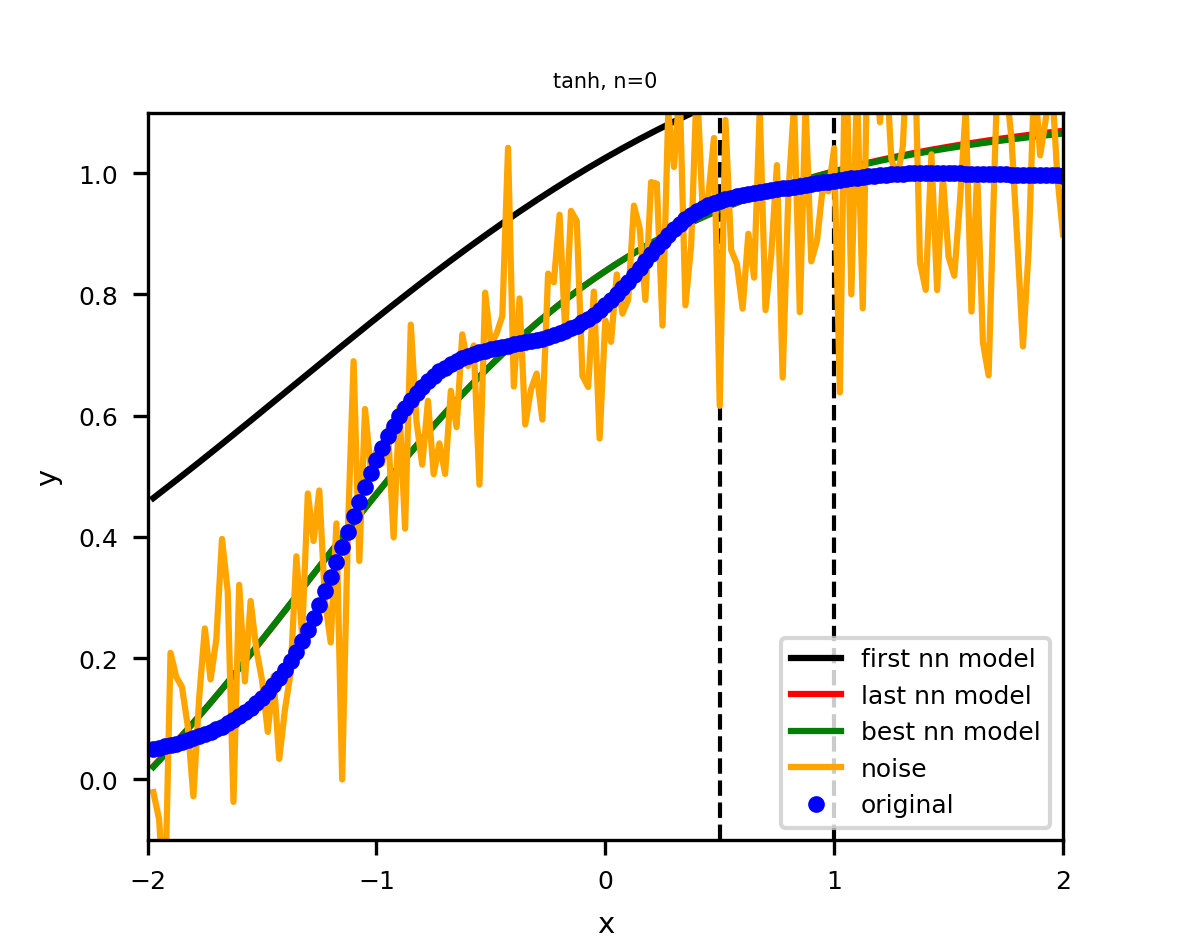 tanh, n=0
y
1.0
0.8
0.6
0.4
0.2
0.0
−2
−1
0
1
2
x
first nn model
last nn model
best nn model
noise
original